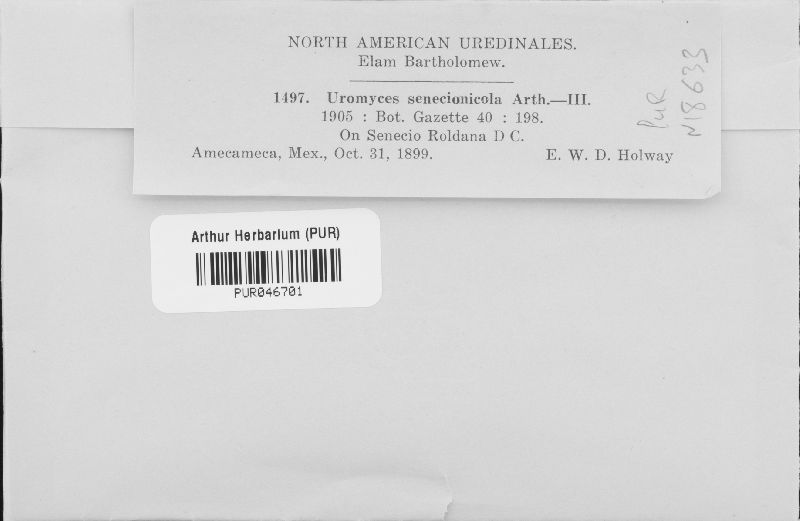 NORTH AMERICAN UREDINALES.
Elam Bartholomew.
1497. Uromyces senecionicola Arth.—III.
1905 : Bot. Gazette 40 : 198.
On Senecio Roldana D C.
Amecameca, Mex., Oct. 31, 1899. E. W. D. Holway
PUR
N18633
Arthur Herbarium (PUR)
PUR046701